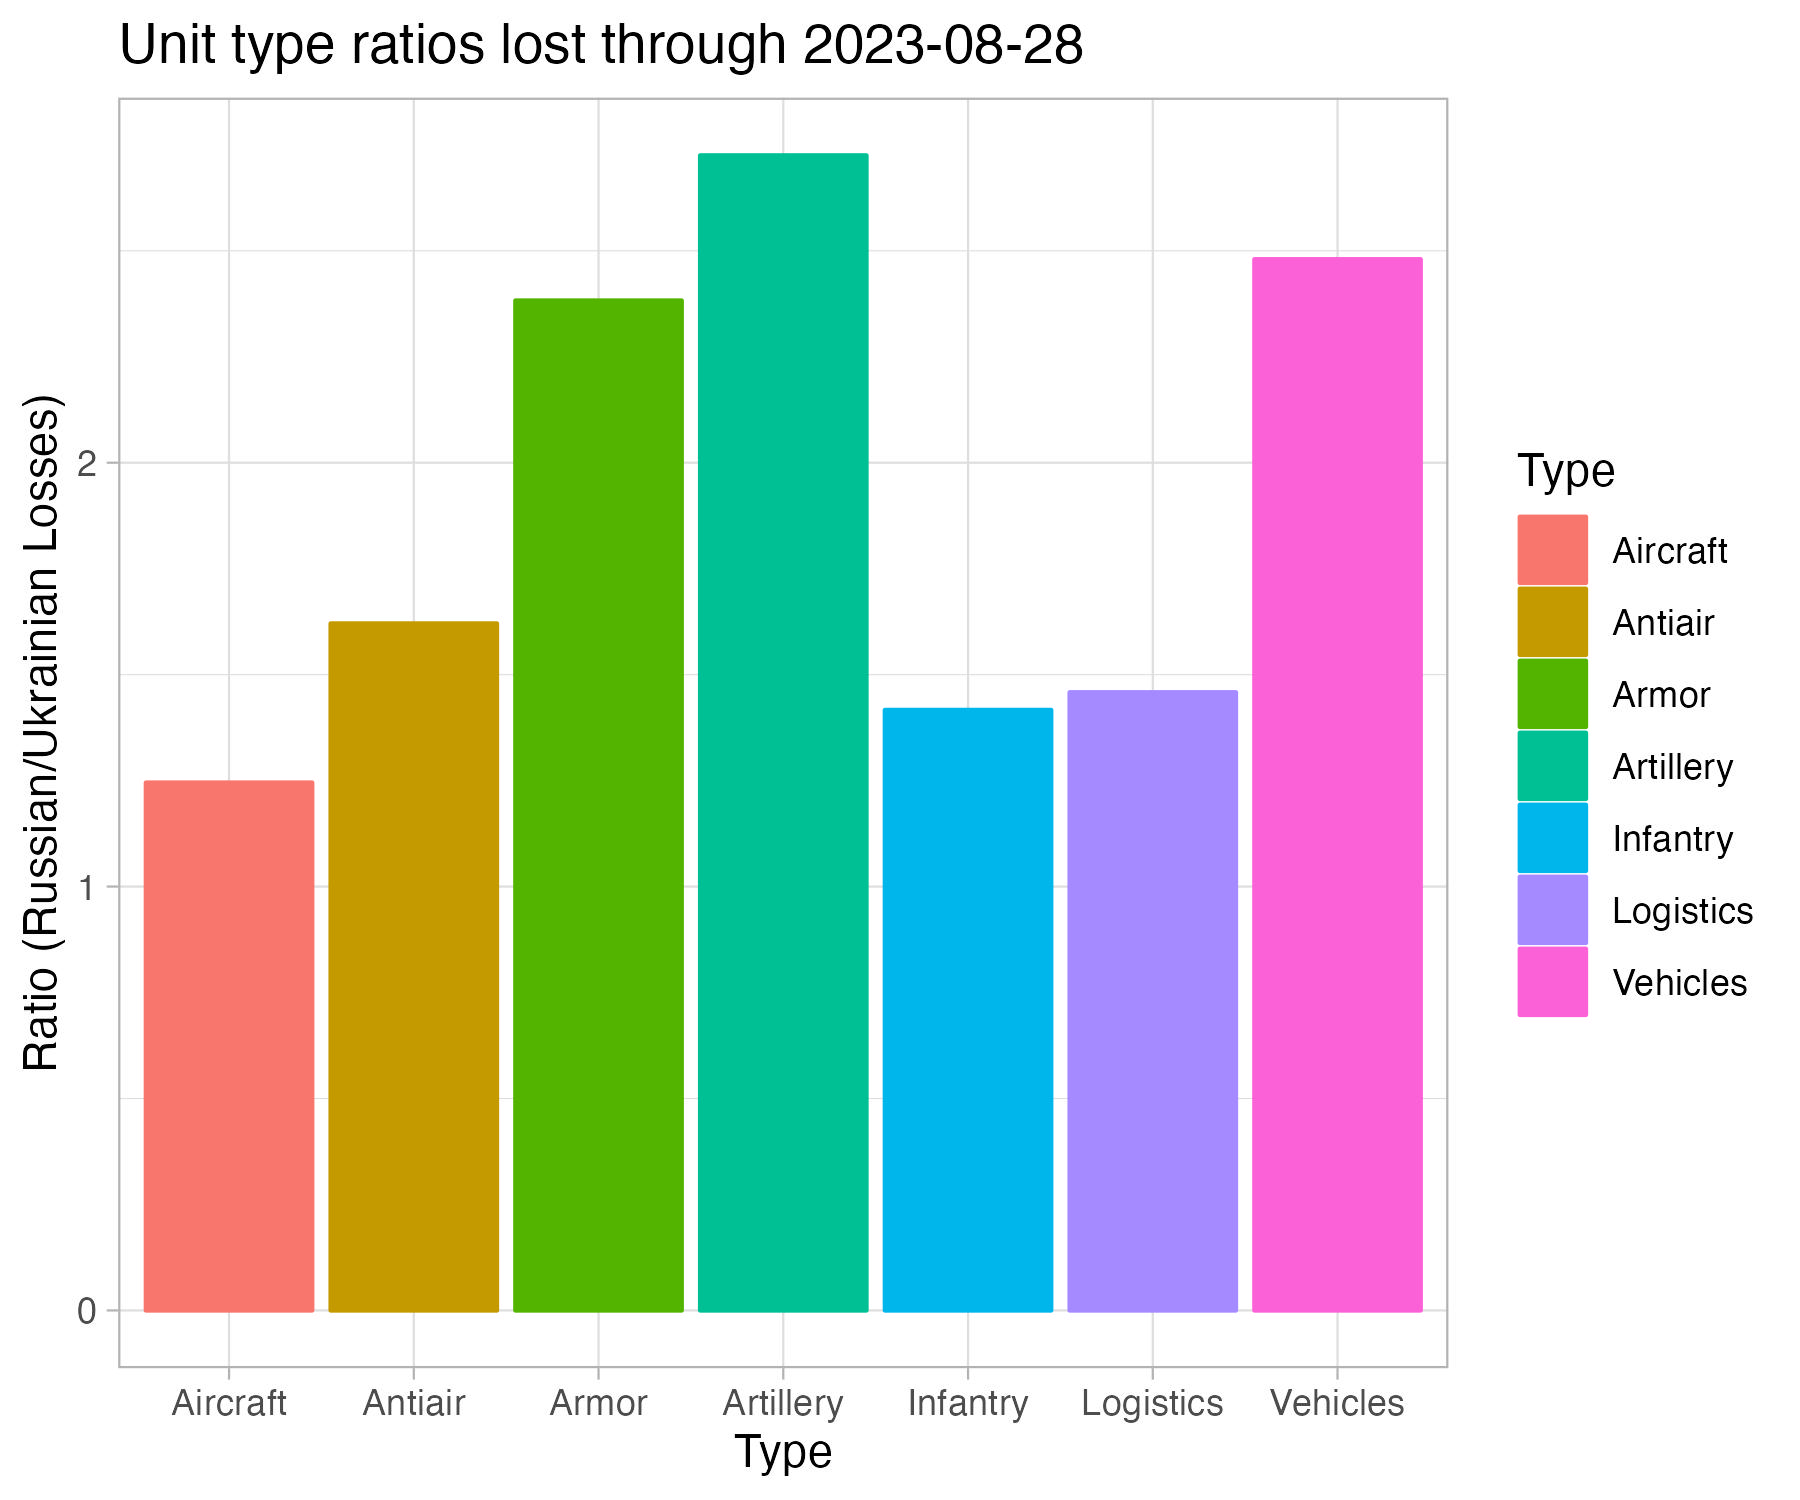 Unit type ratios lost through 2023-08-28
Ratio (Russian/Ukrainian Losses)
2
1
0
Aircraft Antiair Armor Artillery Infantry Logistics Vehicles
Type
Type
Aircraft
Antiair
Armor
Artillery
Infantry
Logistics
Vehicles